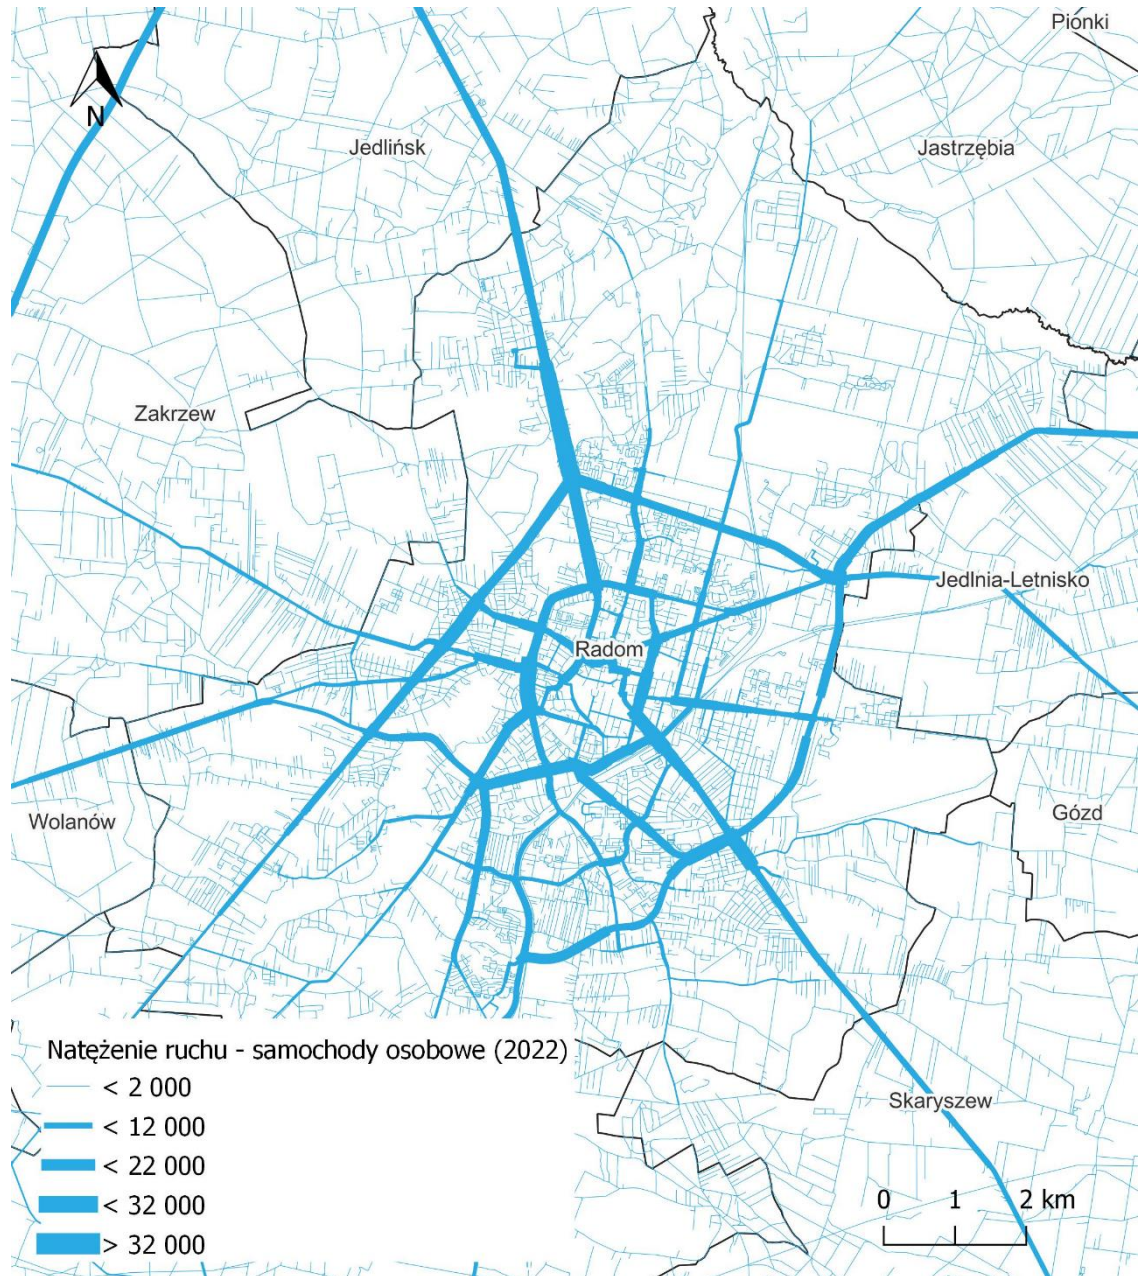 Pionki
N
Jedlińsk
Jastrzębia
Zakrzew
Jedlnia-Letnisko
Radom
Wolanów
Gózd
Natężenie ruchu - samochody osobowe (2022)
< 2 000
< 12 000
< 22 000
< 32 000
> 32 000
Skaryszew
0 1 2 km